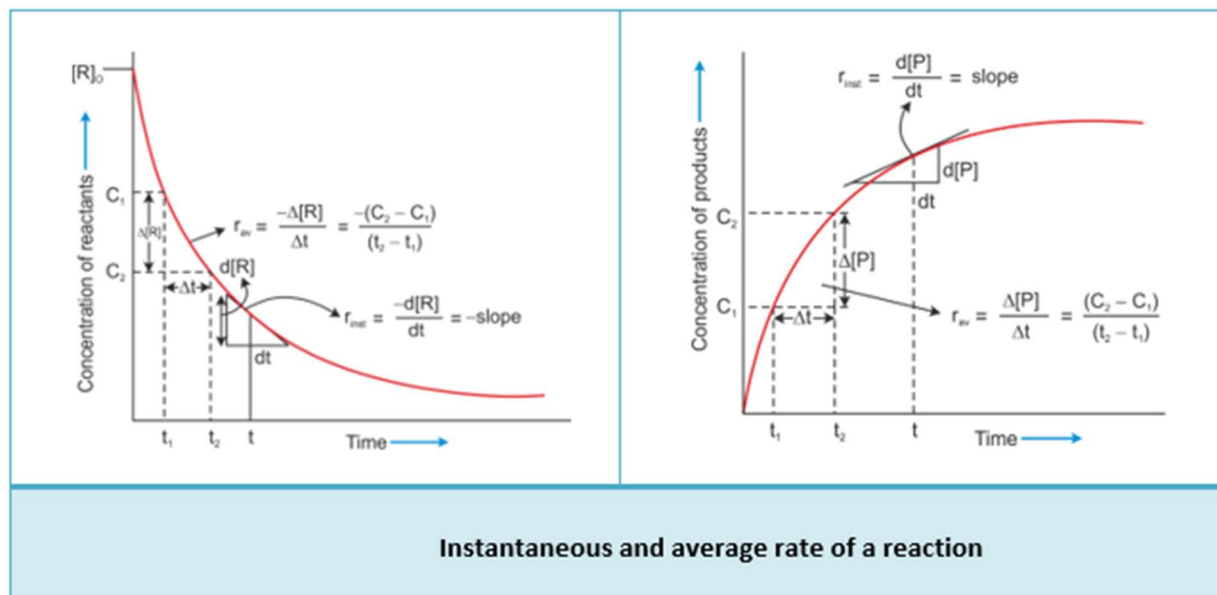 [R]₀
Concentration of reactants
C₁
Δ[R]
C₂
Δt
r_av = -Δ[R] / Δt = -(C₂ – C₁) / (t₂ – t₁)
d[R]
r_inst = -d[R] / dt = –slope
dt
t₁ t₂ t Time
Concentration of products
r_inst = d[P] / dt = slope
d[P]
dt
C₂
Δ[P]
C₁
Δt
r_av = Δ[P] / Δt = (C₂ – C₁) / (t₂ – t₁)
t₁ t₂ t Time
Instantaneous and average rate of a reaction